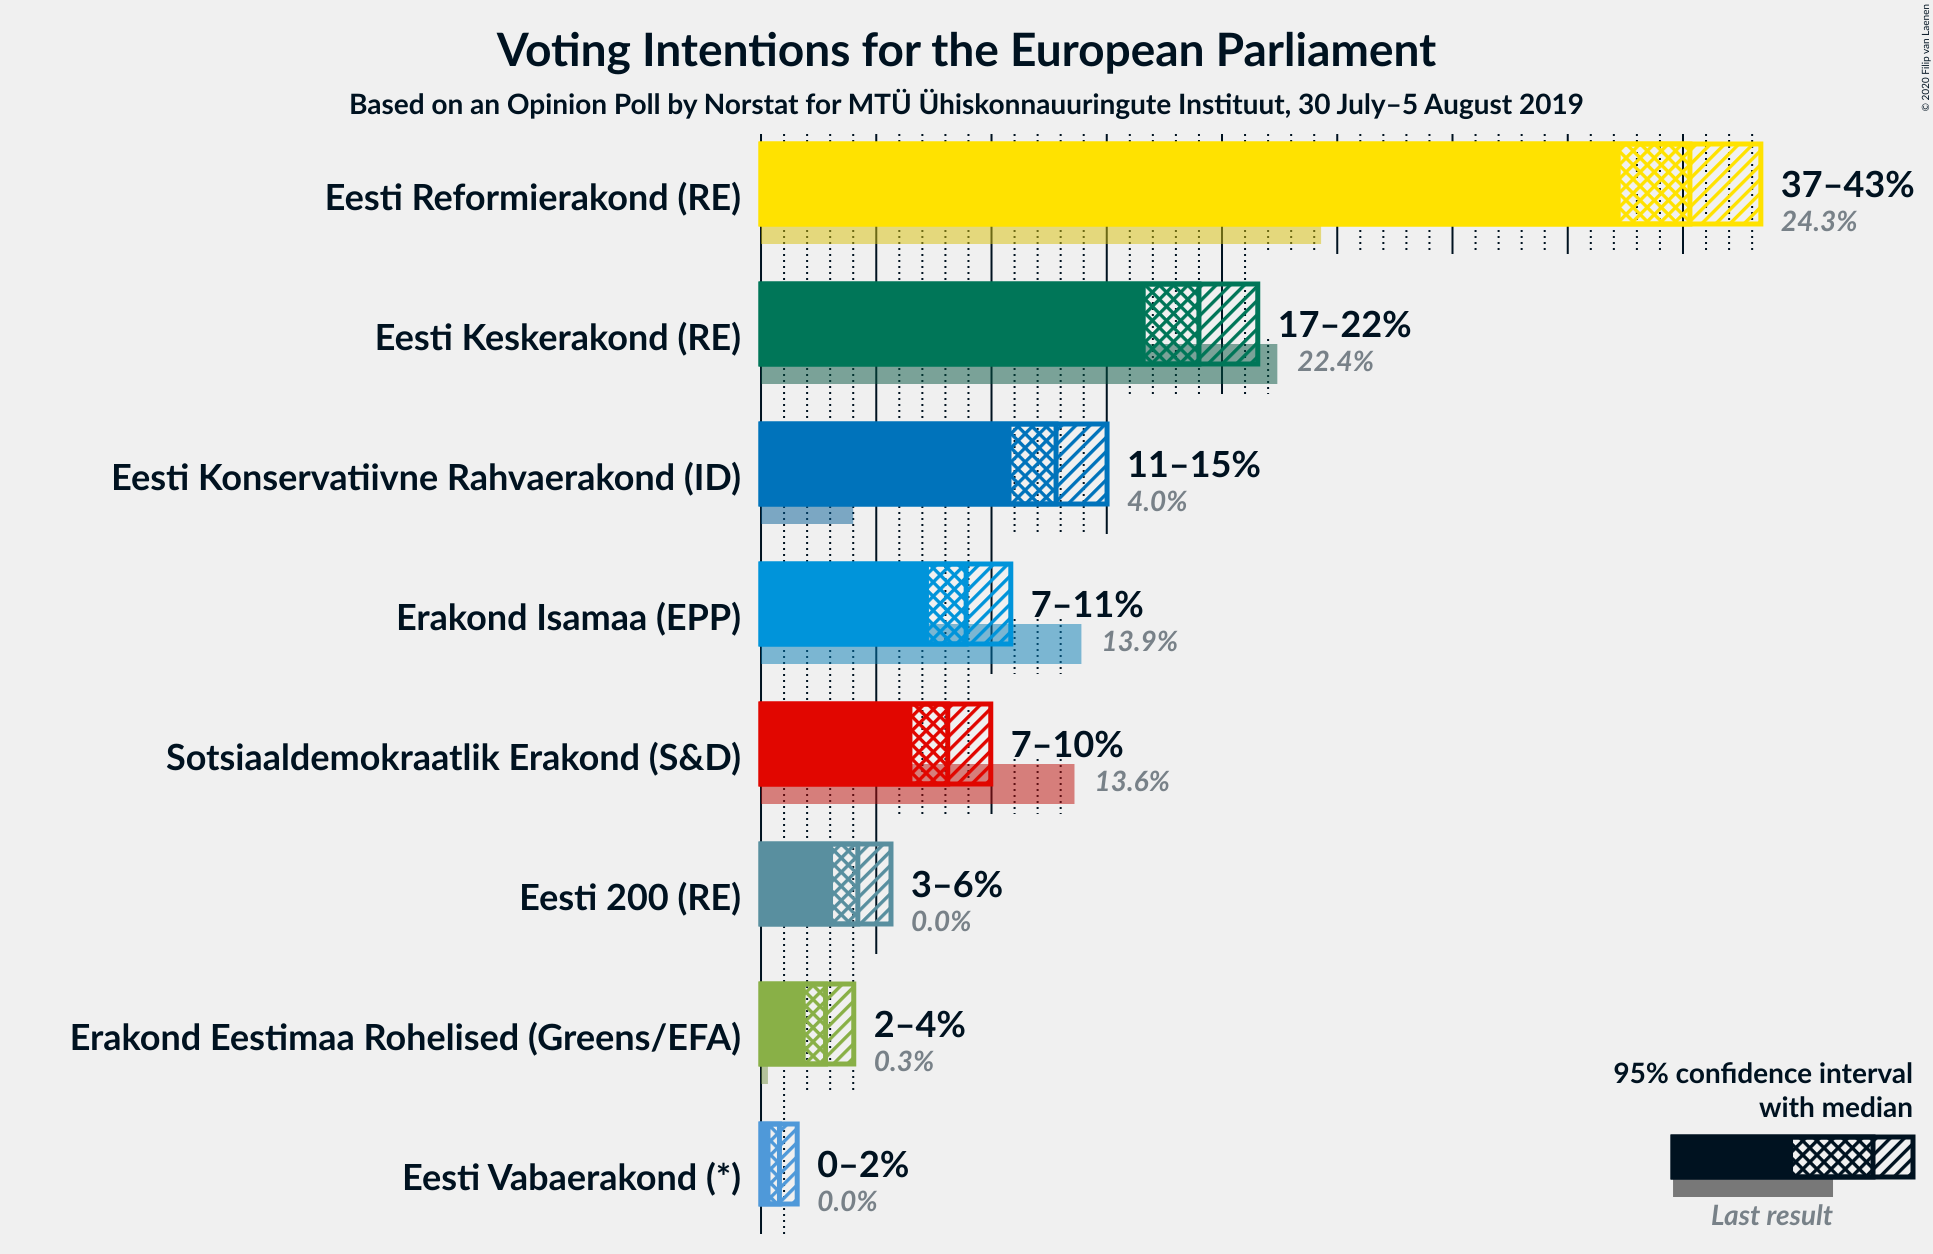 Voting Intentions for the European Parliament
Based on an Opinion Poll by Norstat for MTÜ Ühiskonnauuringute Instituut, 30 July–5 August 2019
© 2020 Filip van Laenen
Eesti Reformierakond (RE)
37–43%
24.3%
Eesti Keskerakond (RE)
17–22%
22.4%
Eesti Konservatiivne Rahvaerakond (ID)
11–15%
4.0%
Erakond Isamaa (EPP)
7–11%
13.9%
Sotsiaaldemokraatlik Erakond (S&D)
7–10%
13.6%
Eesti 200 (RE)
3–6%
0.0%
Erakond Eestimaa Rohelised (Greens/EFA)
2–4%
0.3%
Eesti Vabaerakond (*)
0–2%
0.0%
95% confidence interval
with median
Last result